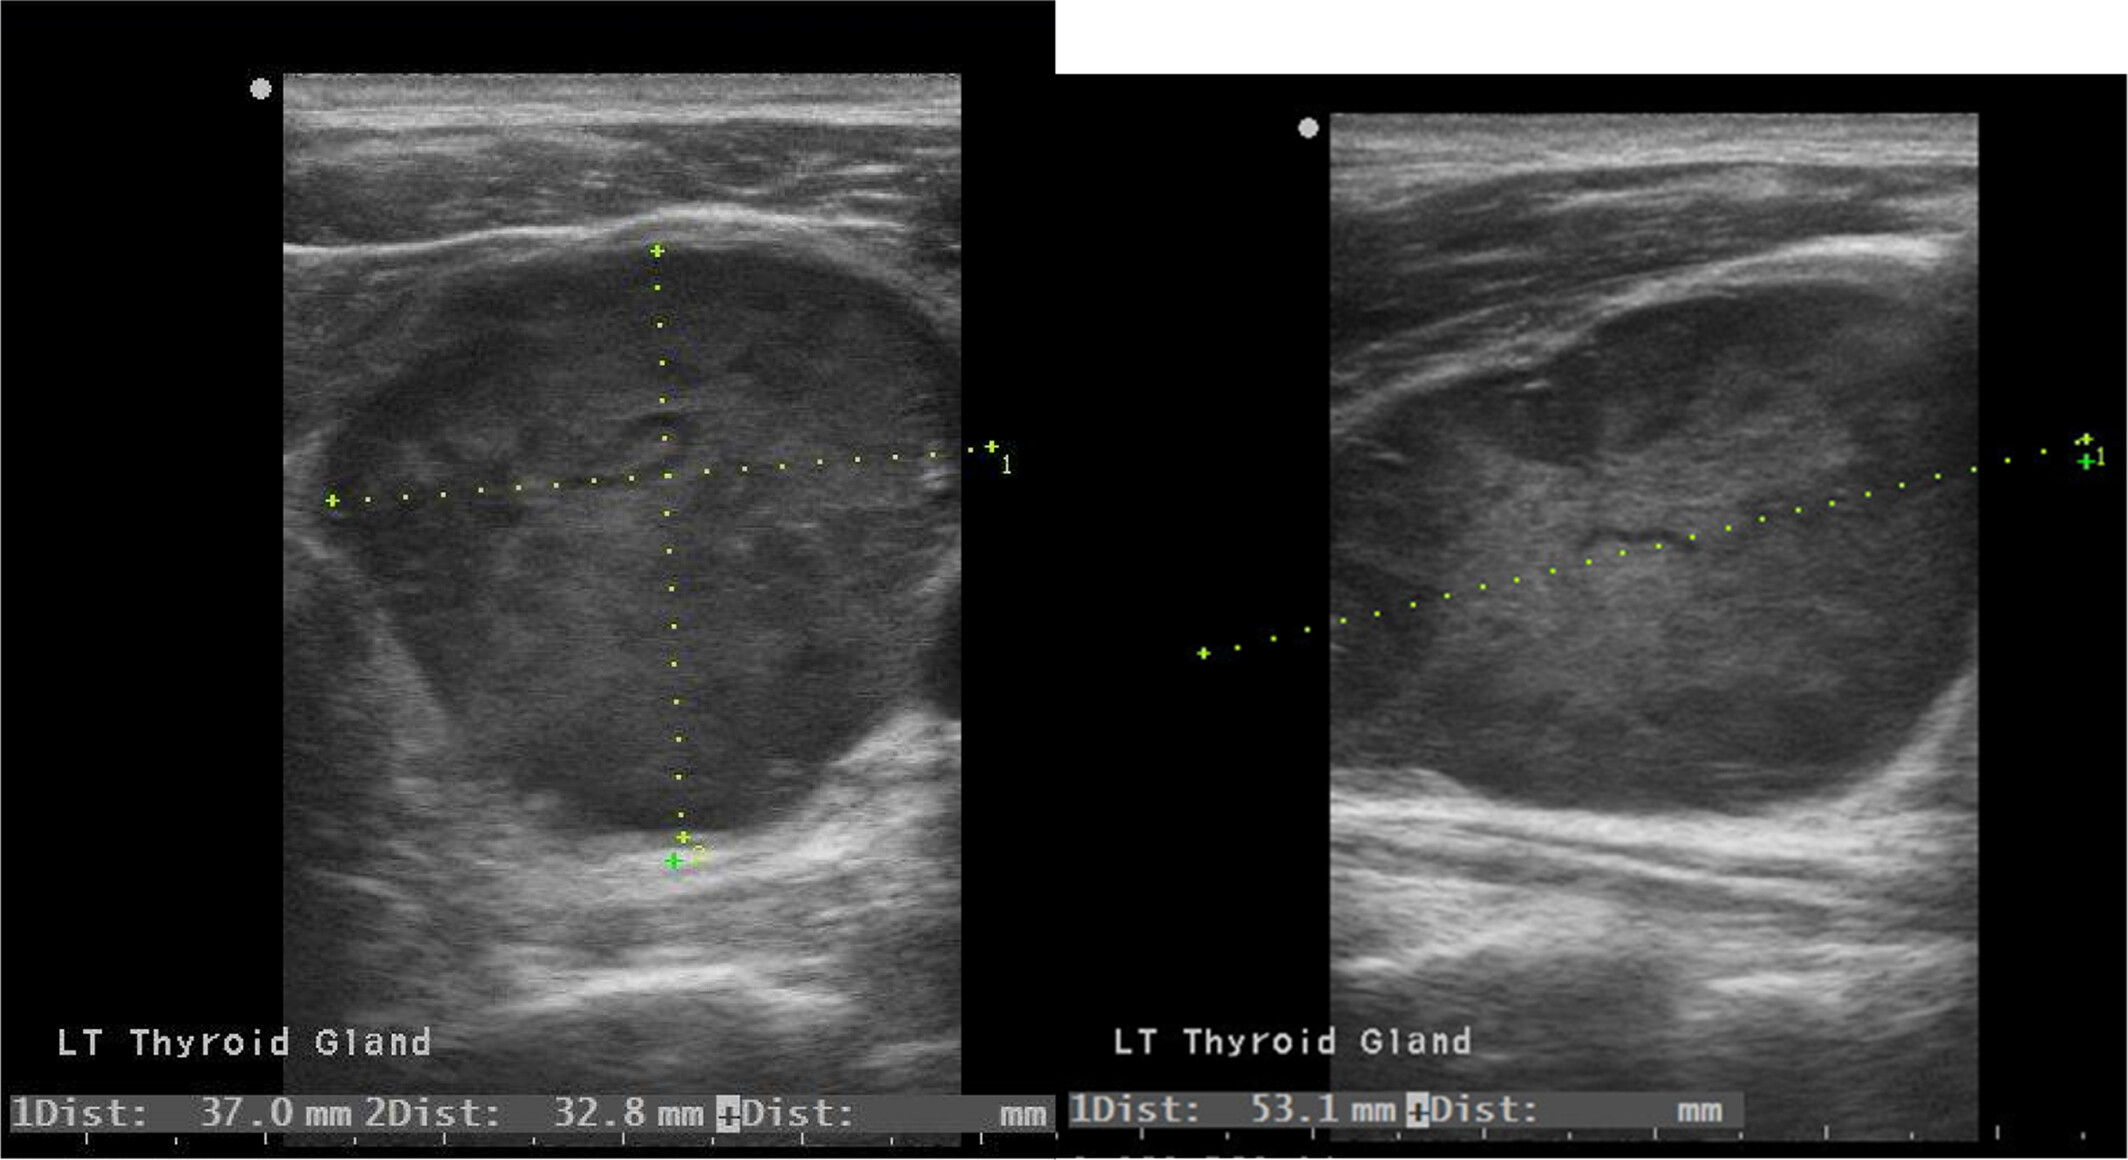 1
2
LT Thyroid Gland
1Dist: 37.0 mm 2Dist: 32.8 mm +Dist: mm
1
LT Thyroid Gland
1Dist: 53.1 mm +Dist: mm